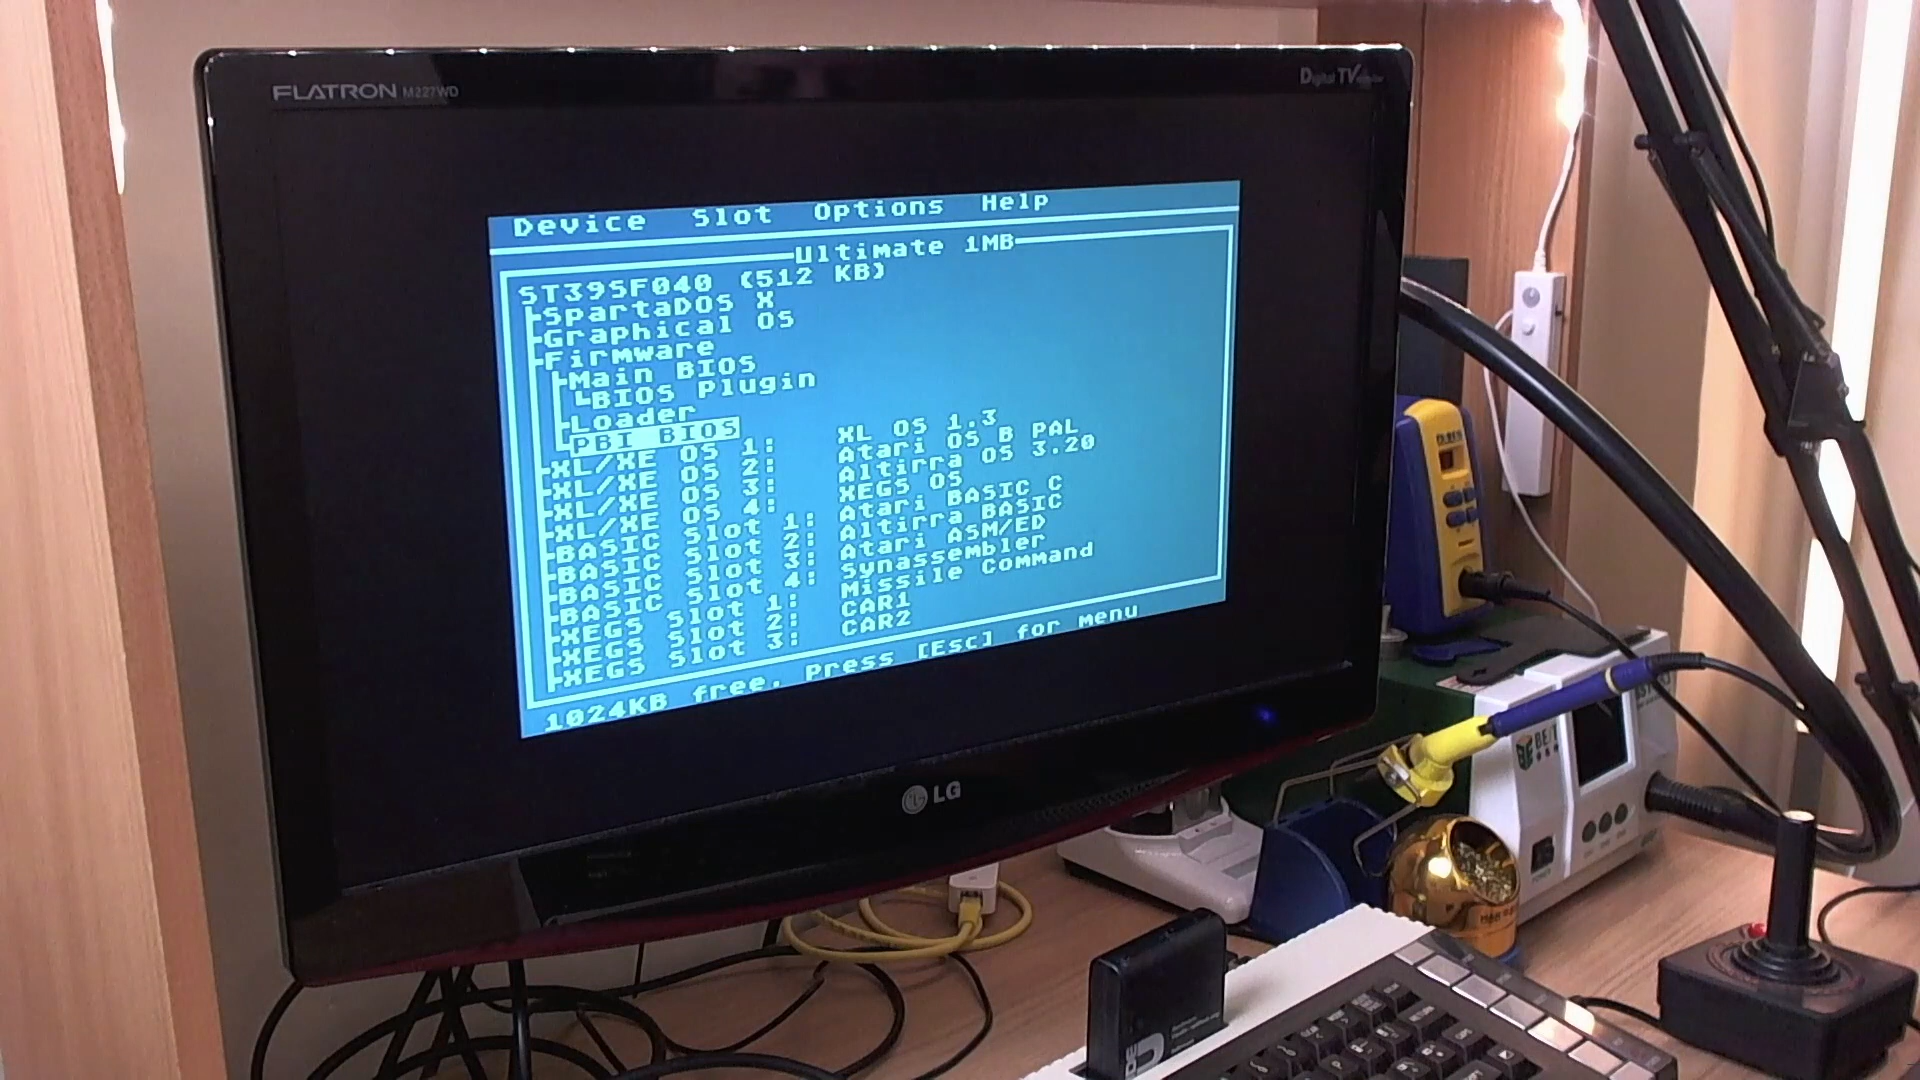 FLATRON M227WD
Digital TV
Device Slot Options Help
Ultimate 1MB
ST39SF040 (512 KB)
SpartaDOS X
Graphical OS
Firmware
Main BIOS
BIOS Plugin
Loader
PBI BIOS
XL/XE OS 1: XL OS 1.3
XL/XE OS 2: Atari OS B PAL
XL/XE OS 3: Altirra OS 3.20
XL/XE OS 4: XEGS OS
BASIC Slot 1: Atari BASIC C
BASIC Slot 2: Altirra BASIC
BASIC Slot 3: Atari ASM/ED
BASIC Slot 4: Synassembler
XEGS Slot 1: Missile Command
XEGS Slot 2: CAR1
XEGS Slot 3: CAR2
1024KB free. Press [Esc] for menu
LG